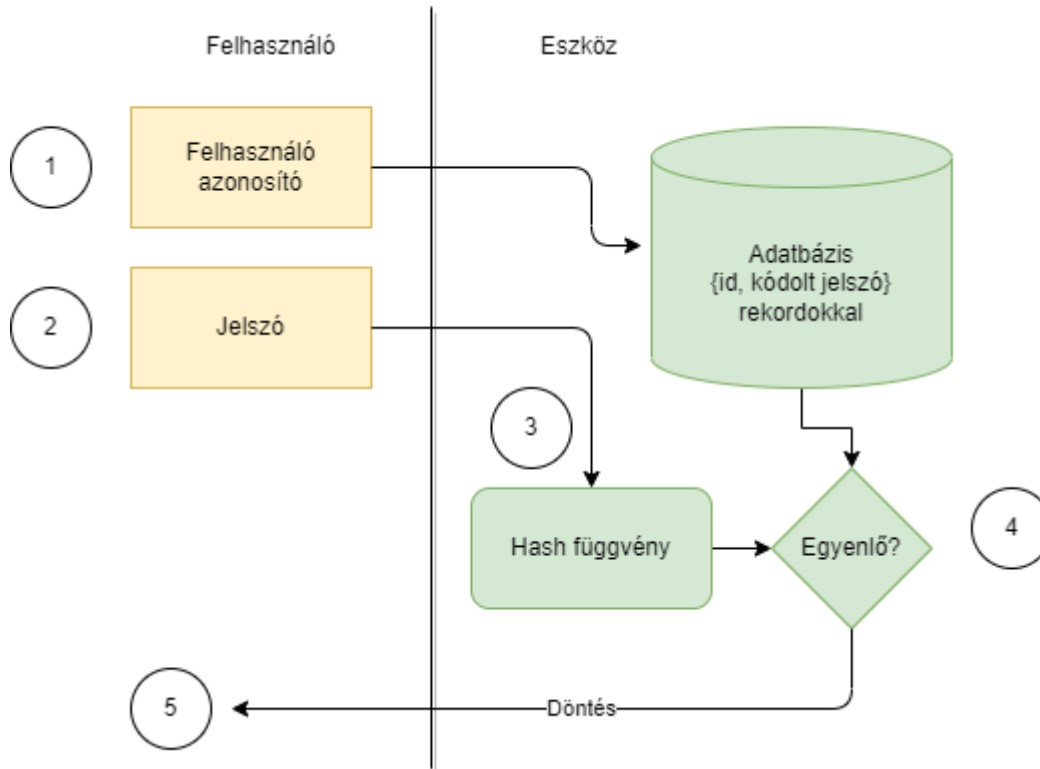 Felhasználó
Eszköz
1
Felhasználó
azonosító
Adatbázis
{id, kódolt jelszó}
rekordokkal
2
Jelszó
3
Hash függvény
Egyenlő?
4
5
Döntés